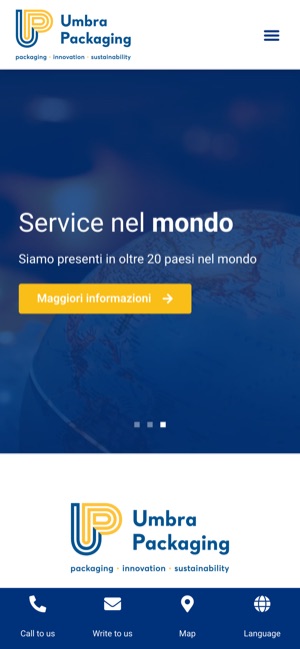 Umbra
Packaging
packaging · innovation · sustainability
Service nel mondo
Siamo presenti in oltre 20 paesi nel mondo
Maggiori informazioni
Umbra
Packaging
packaging · innovation · sustainability
Call to us
Write to us
Map
Language